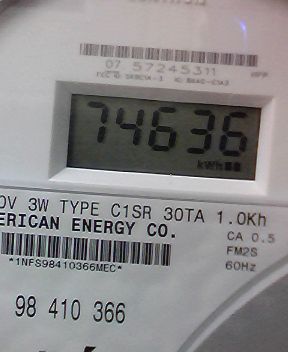 07 57245311
74636
kWh
0V 3W TYPE C1SR 30TA 1.0Kh
ERICAN ENERGY CO.
CA 0.5
FM2S
60Hz
*1NFS98410366MEC*
98 410 366